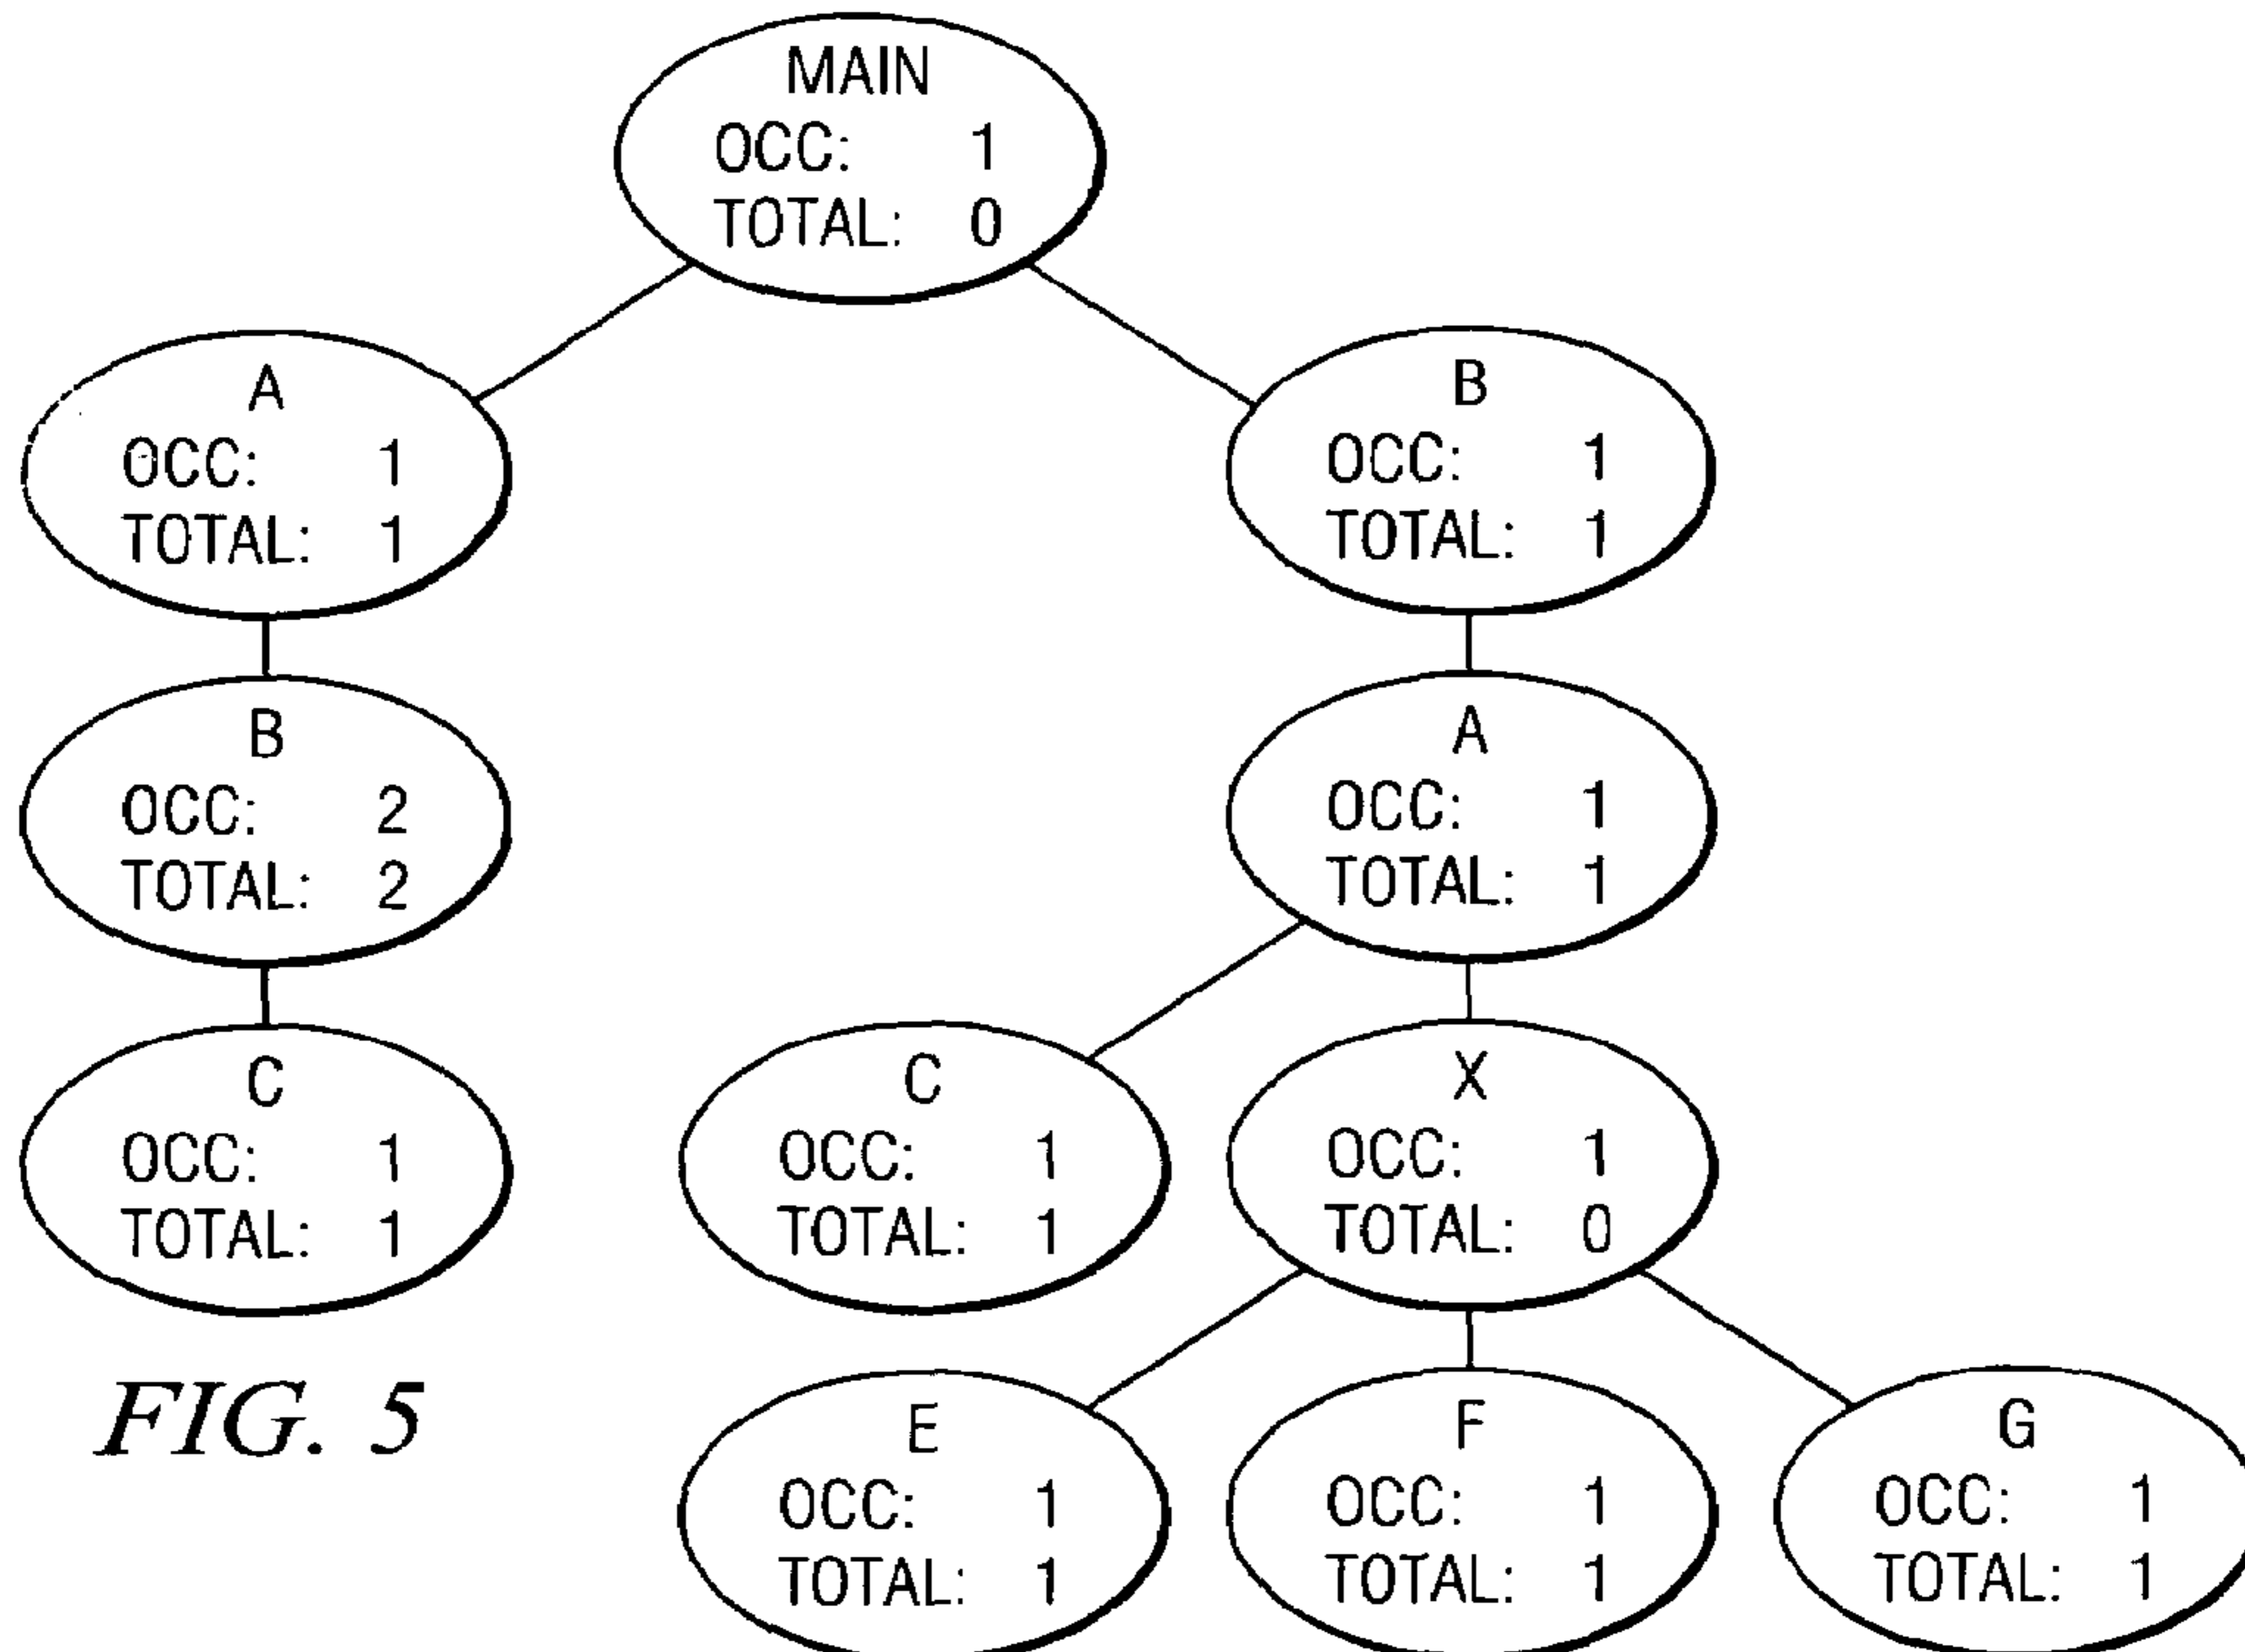 MAIN
OCC: 1
TOTAL: 0
A
OCC: 1
TOTAL: 1
B
OCC: 1
TOTAL: 1
B
OCC: 2
TOTAL: 2
A
OCC: 1
TOTAL: 1
C
OCC: 1
TOTAL: 1
C
OCC: 1
TOTAL: 1
X
OCC: 1
TOTAL: 0
E
OCC: 1
TOTAL: 1
F
OCC: 1
TOTAL: 1
G
OCC: 1
TOTAL: 1
FIG. 5